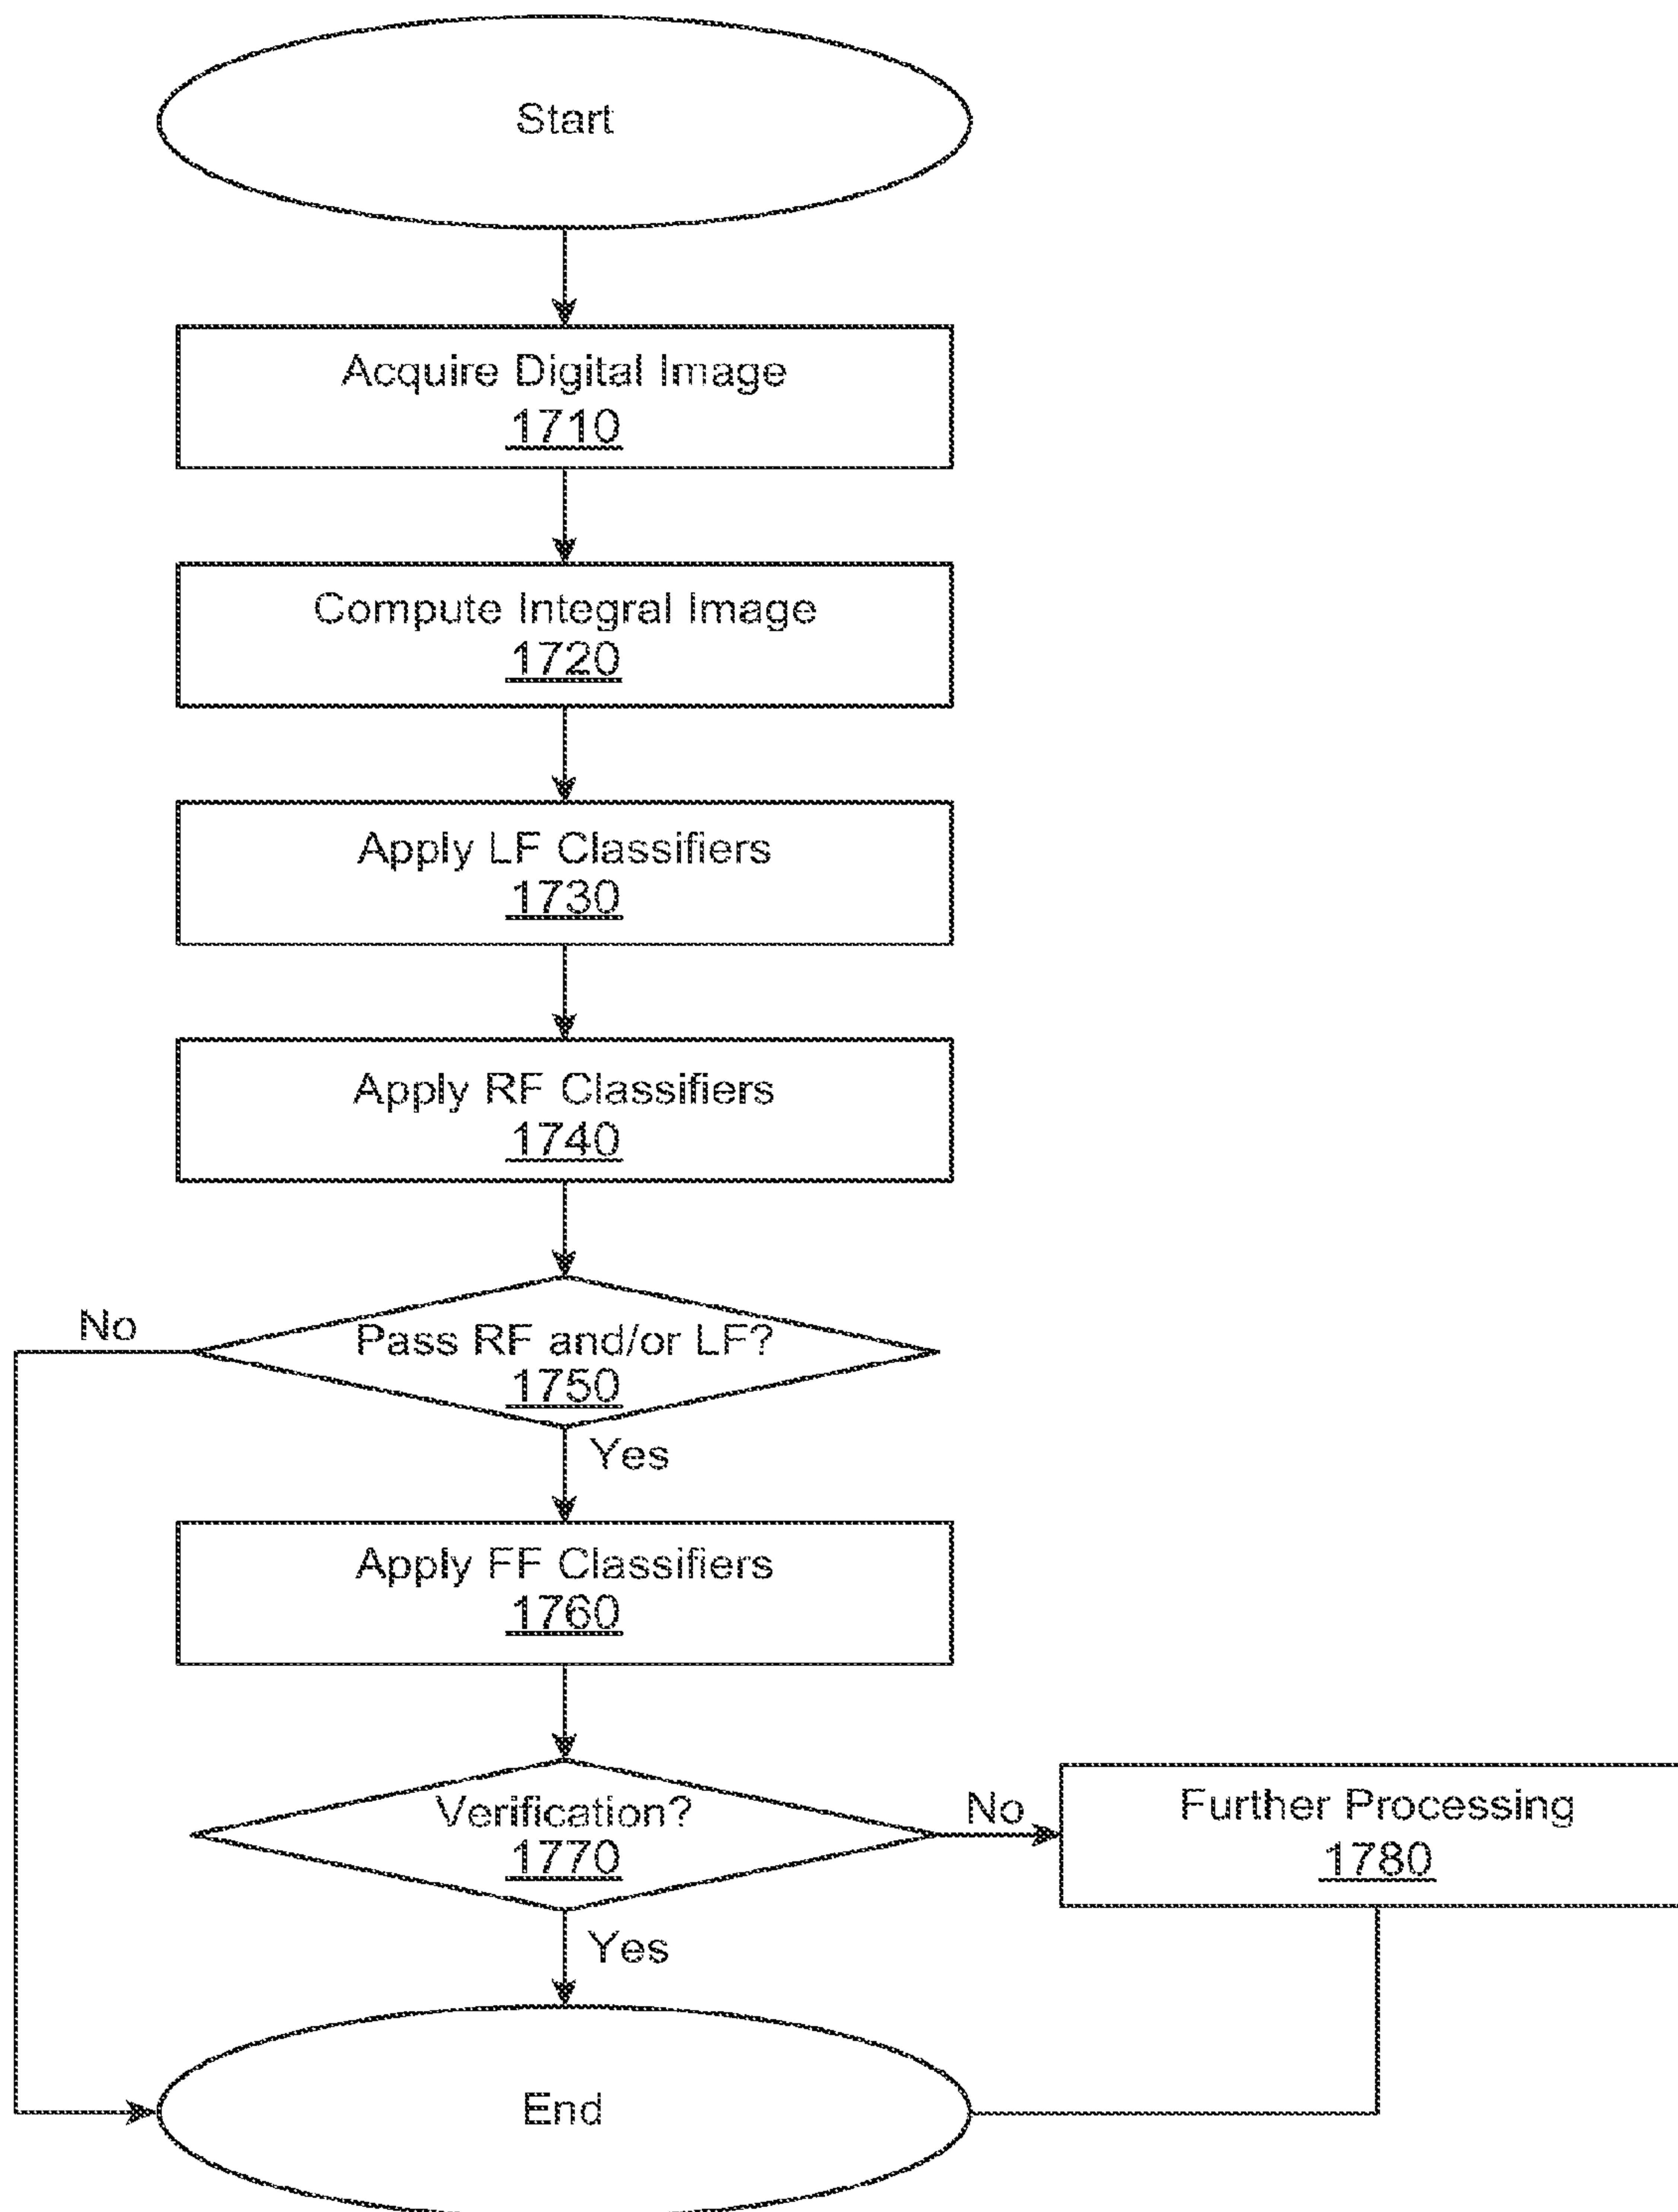 Start
Acquire Digital Image
1710
Compute Integral Image
1720
Apply LF Classifiers
1730
Apply RF Classifiers
1740
No
Pass RF and/or LF?
1750
Yes
Apply FF Classifiers
1760
Verification?
1770
No
Further Processing
1780
Yes
End